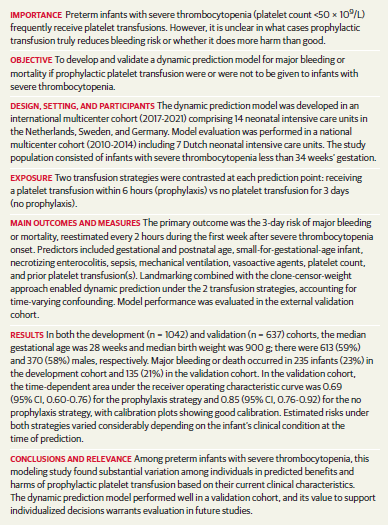 IMPORTANCE Preterm infants with severe thrombocytopenia (platelet count <50 × 10⁹/L)
frequently receive platelet transfusions. However, it is unclear in what cases prophylactic
transfusion truly reduces bleeding risk or whether it does more harm than good.
OBJECTIVE To develop and validate a dynamic prediction model for major bleeding or
mortality if prophylactic platelet transfusion were or were not to be given to infants with
severe thrombocytopenia.
DESIGN, SETTING, AND PARTICIPANTS The dynamic prediction model was developed in an
international multicenter cohort (2017-2021) comprising 14 neonatal intensive care units in
the Netherlands, Sweden, and Germany. Model evaluation was performed in a national
multicenter cohort (2010-2014) including 7 Dutch neonatal intensive care units. The study
population consisted of infants with severe thrombocytopenia less than 34 weeks' gestation.
EXPOSURE Two transfusion strategies were contrasted at each prediction point: receiving
a platelet transfusion within 6 hours (prophylaxis) vs no platelet transfusion for 3 days
(no prophylaxis).
MAIN OUTCOMES AND MEASURES The primary outcome was the 3-day risk of major bleeding
or mortality, reestimated every 2 hours during the first week after severe thrombocytopenia
onset. Predictors included gestational and postnatal age, small-for-gestational-age infant,
necrotizing enterocolitis, sepsis, mechanical ventilation, vasoactive agents, platelet count,
and prior platelet transfusion(s). Landmarking combined with the clone-censor-weight
approach enabled dynamic prediction under the 2 transfusion strategies, accounting for
time-varying confounding. Model performance was evaluated in the external validation
cohort.
RESULTS In both the development (n = 1042) and validation (n = 637) cohorts, the median
gestational age was 28 weeks and median birth weight was 900 g; there were 613 (59%)
and 370 (58%) males, respectively. Major bleeding or death occurred in 235 infants (23%) in
the development cohort and 135 (21%) in the validation cohort. In the validation cohort,
the time-dependent area under the receiver operating characteristic curve was 0.69
(95% CI, 0.60-0.76) for the prophylaxis strategy and 0.85 (95% CI, 0.76-0.92) for the no
prophylaxis strategy, with calibration plots showing good calibration. Estimated risks under
both strategies varied considerably depending on the infant's clinical condition at the
time of prediction.
CONCLUSIONS AND RELEVANCE Among preterm infants with severe thrombocytopenia, this
modeling study found substantial variation among individuals in predicted benefits and
harms of prophylactic platelet transfusion based on their current clinical characteristics.
The dynamic prediction model performed well in a validation cohort, and its value to support
individualized decisions warrants evaluation in future studies.